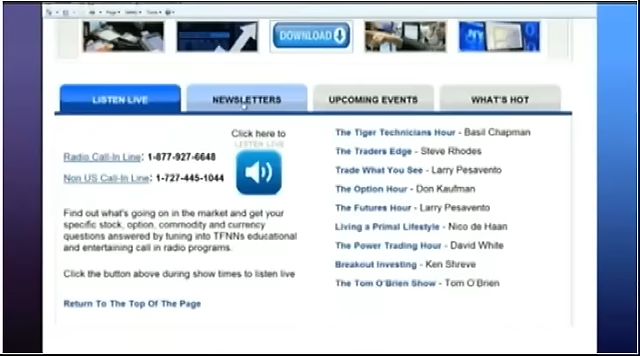 Page Safety Tools
DOWNLOAD
NY
LISTEN LIVE
NEWSLETTERS
UPCOMING EVENTS
WHAT'S HOT
Click here to
LISTEN LIVE
Radio Call-In Line: 1-877-927-6648
Non US Call-In Line: 1-727-445-1044
Find out what's going on in the market and get your
specific stock, option, commodity and currency
questions answered by tuning into TFNNs educational
and entertaining call in radio programs.
Click the button above during show times to listen live
Return To The Top Of The Page
The Tiger Technicians Hour - Basil Chapman
The Traders Edge - Steve Rhodes
Trade What You See - Larry Pesavento
The Option Hour - Don Kaufman
The Futures Hour - Larry Pesavento
Living a Primal Lifestyle - Nico de Haan
The Power Trading Hour - David White
Breakout Investing - Ken Shreve
The Tom O'Brien Show - Tom O'Brien